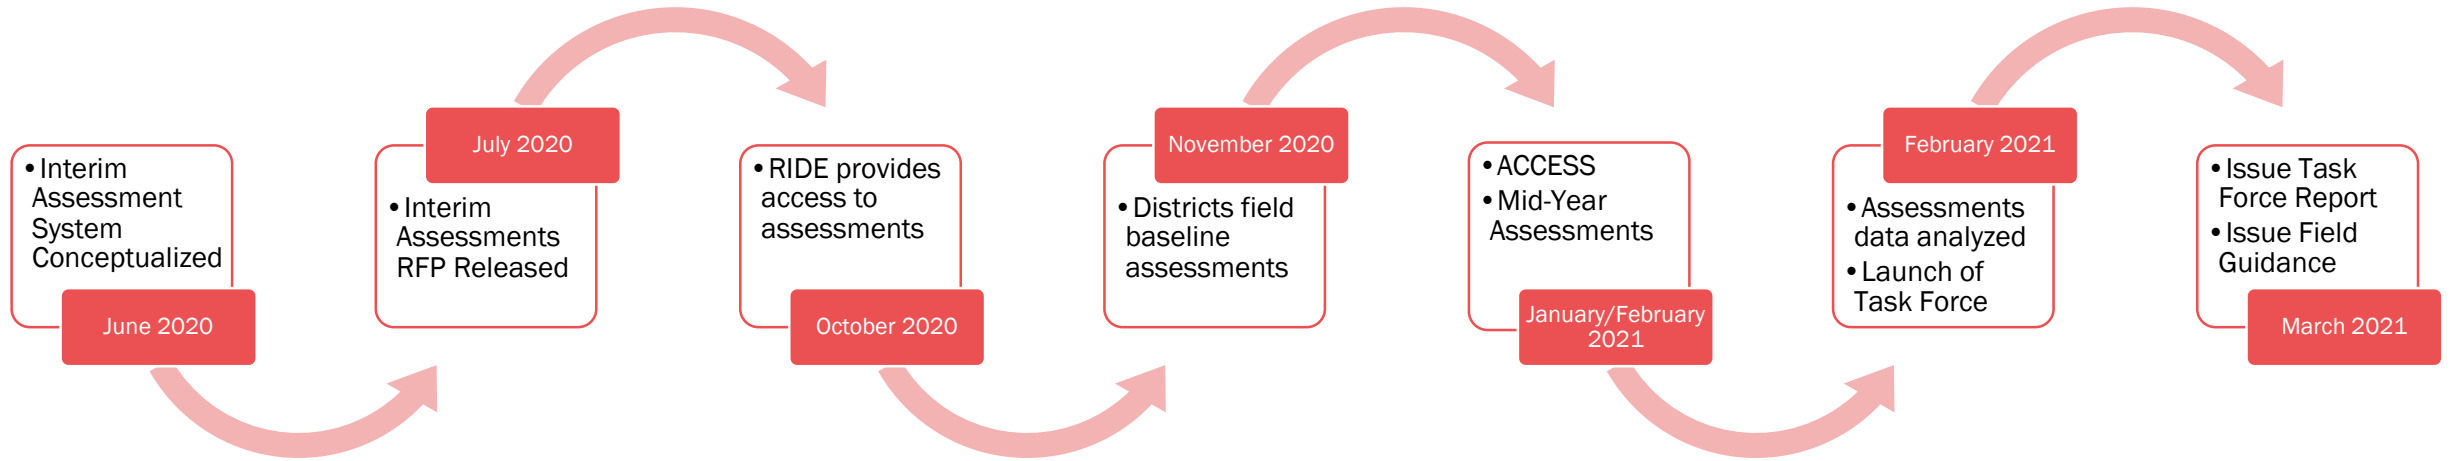 • Interim
Assessment
System
Conceptualized
June 2020
July 2020
• Interim
Assessments
RFP Released
• RIDE provides
access to
assessments
October 2020
November 2020
• Districts field
baseline
assessments
• ACCESS
• Mid-Year
Assessments
January/February
2021
February 2021
• Assessments
data analyzed
• Launch of
Task Force
• Issue Task
Force Report
• Issue Field
Guidance
March 2021